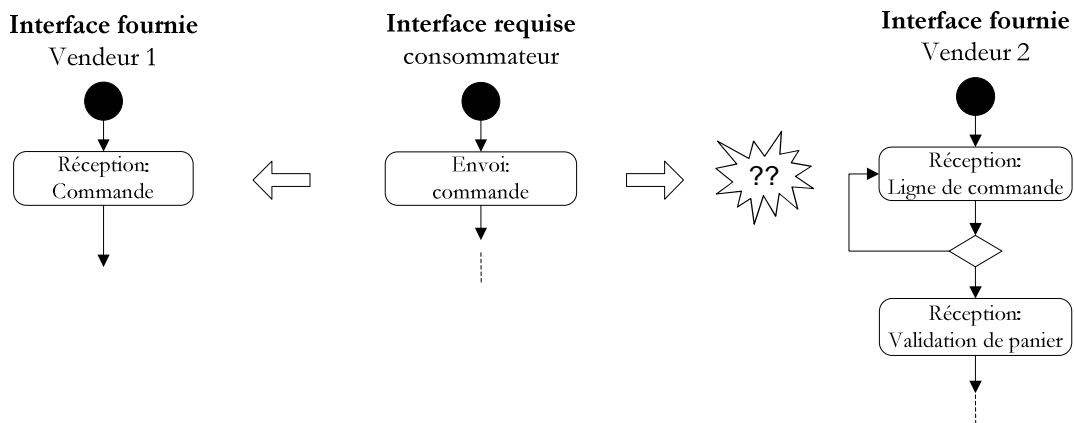 Interface fournie
Vendeur 1
Réception:
Commande
Interface requise
consommateur
Envoi:
commande
??
Interface fournie
Vendeur 2
Réception:
Ligne de commande
Réception:
Validation de panier